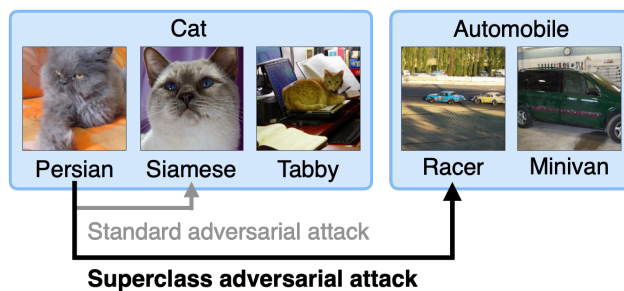 Cat
Automobile
Persian
Siamese
Tabby
Racer
Minivan
Standard adversarial attack
Superclass adversarial attack